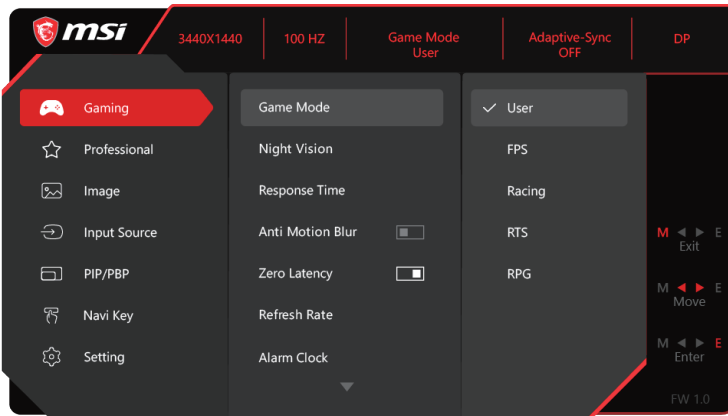 msi
3440X1440
100 HZ
Game Mode
User
Adaptive-Sync
OFF
DP
Gaming
Professional
Image
Input Source
PIP/PBP
Navi Key
Setting
Game Mode
Night Vision
Response Time
Anti Motion Blur
Zero Latency
Refresh Rate
Alarm Clock
User
FPS
Racing
RTS
RPG
M E
Exit
M E
Move
M E
Enter
FW 1.0